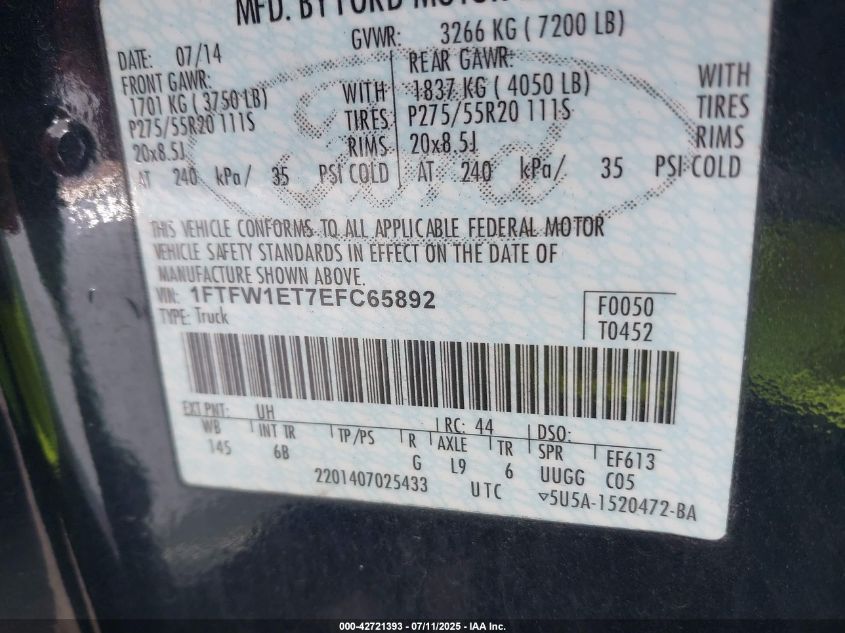 MFD. BY FORD MOTOR
DATE: 07/14 GVWR: 3266 KG ( 7200 LB)
FRONT GAWR: REAR GAWR:
1701 KG ( 3750 LB) WITH 1837 KG ( 4050 LB) WITH
P275/55R20 111S TIRES P275/55R20 111S TIRES
20x8.5J RIMS 20x8.5J RIMS
AT 240 kPa/ 35 PSI COLD AT 240 kPa/ 35 PSI COLD
THIS VEHICLE CONFORMS TO ALL APPLICABLE FEDERAL MOTOR
VEHICLE SAFETY STANDARDS IN EFFECT ON THE DATE OF
MANUFACTURE SHOWN ABOVE.
VIN: 1FTFW1ET7EFC65892 F0050
TYPE: Truck T0452
EXT PNT: UH RC: 44 DSO:
WB INT TR TP/PS R AXLE TR SPR EF613
145 6B G L9 6 UUGG C05
2201407025433 UTC ▽5U5A-1520472-BA
Ford
000-42721393 - 07/11/2025 - IAA Inc.